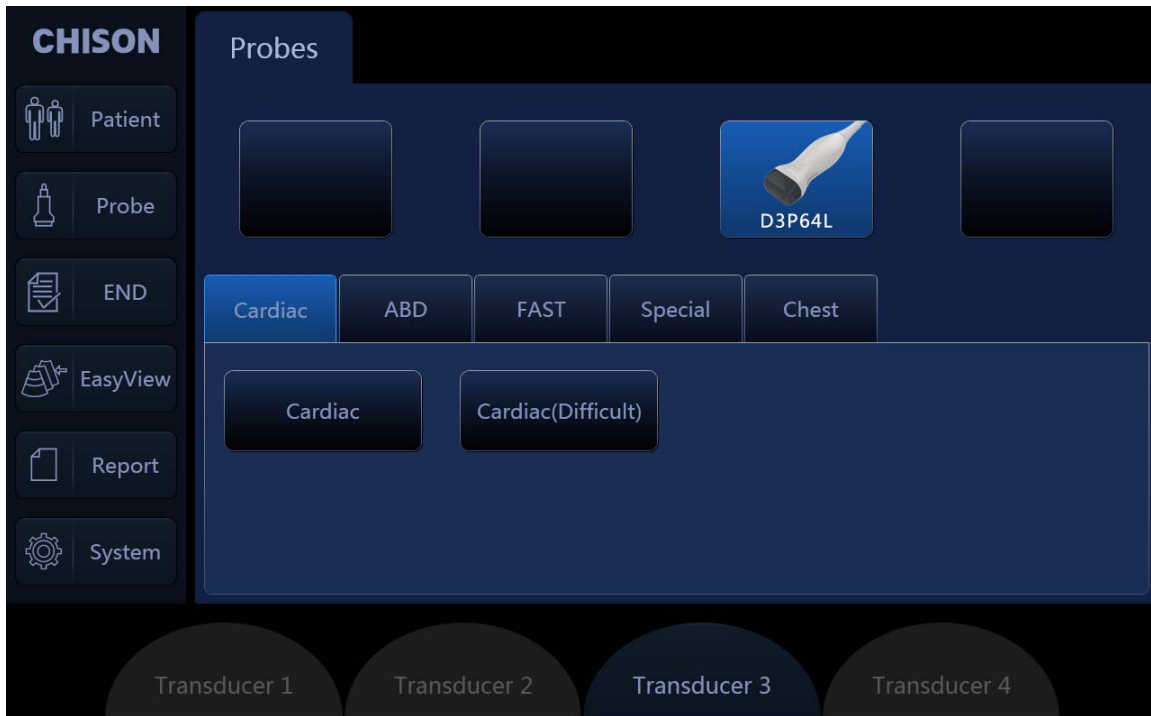 CHISON
Probes
Patient
Probe
END
EasyView
Report
System
D3P64L
Cardiac
ABD
FAST
Special
Chest
Cardiac
Cardiac(Difficult)
Transducer 1
Transducer 2
Transducer 3
Transducer 4